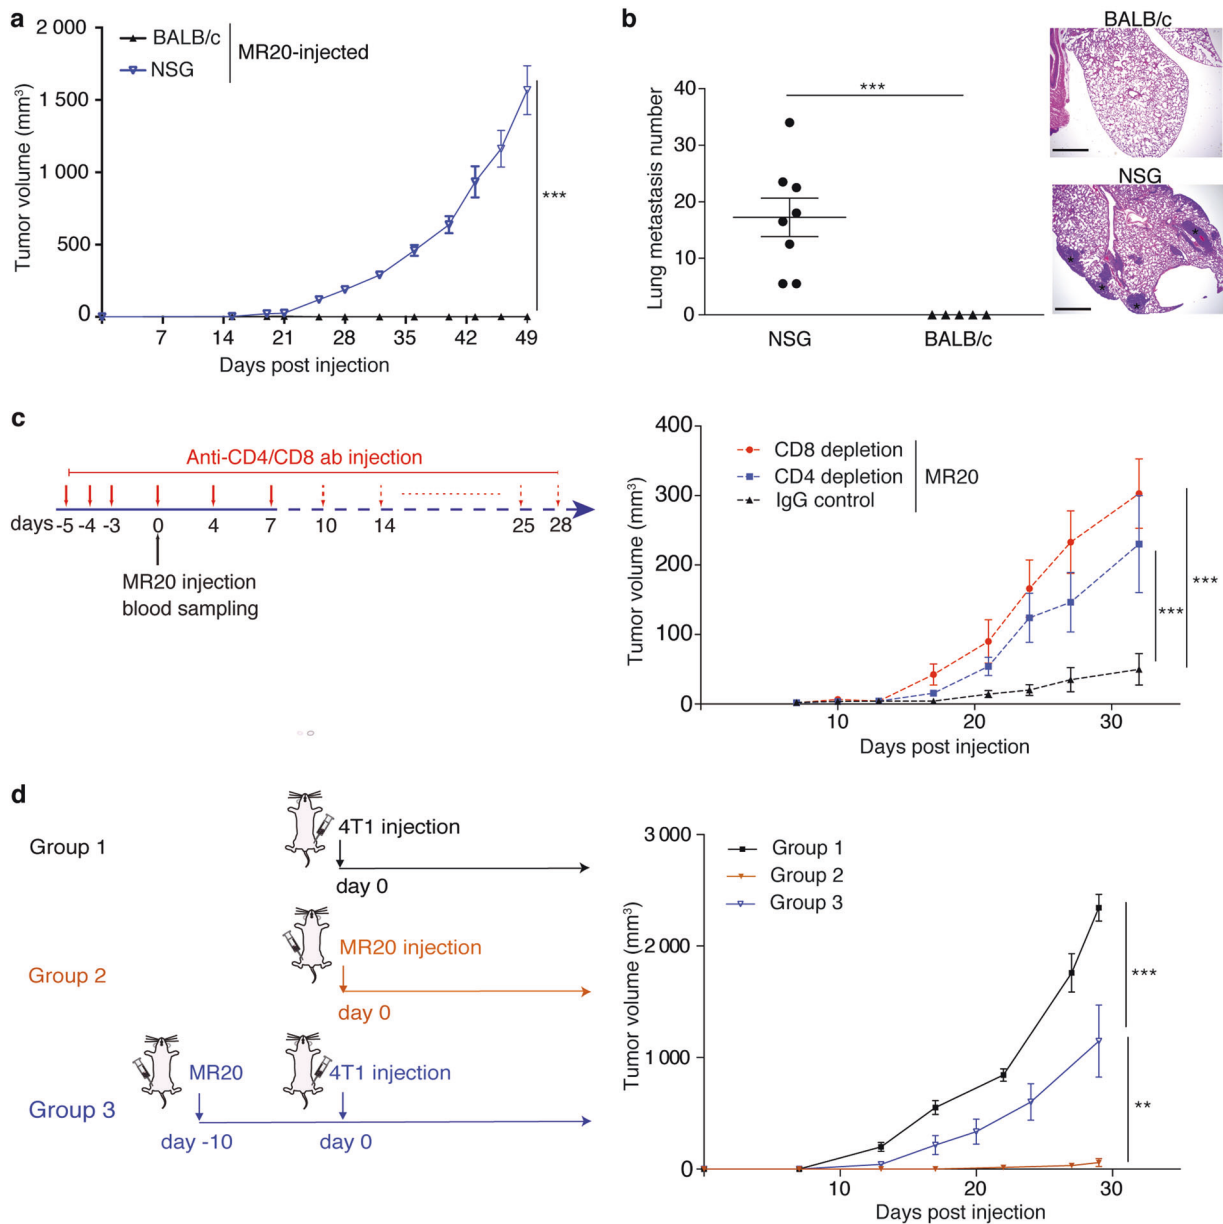 a
2 000
1 500
1 000
500
0
Tumor volume (mm³)
BALB/c
NSG
MR20-injected
***
7 14 21 28 35 42 49
Days post injection
b
40
30
20
10
0
Lung metastasis number
***
NSG BALB/c
BALB/c
NSG
* * * *
c
Anti-CD4/CD8 ab injection
days -5 -4 -3 0 4 7 10 14 25 28
MR20 injection
blood sampling
400
300
200
100
0
Tumor volume (mm³)
CD8 depletion
CD4 depletion
IgG control
MR20
***
***
10 20 30
Days post injection
d
Group 1
4T1 injection
day 0
Group 2
MR20 injection
day 0
Group 3
MR20
4T1 injection
day -10
day 0
3 000
2 000
1 000
0
Tumor volume (mm³)
Group 1
Group 2
Group 3
***
**
10 20 30
Days post injection